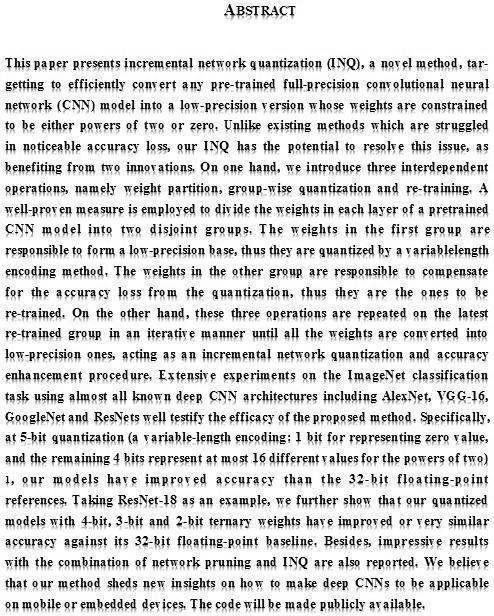 ABSTRACT
This paper presents incremental network quantization (INQ), a novel method, tar-
getting to efficiently convert any pre-trained full-precision convolutional neural
network (CNN) model into a low-precision version whose weights are constrained
to be either powers of two or zero. Unlike existing methods which are struggled
in noticeable accuracy loss, our INQ has the potential to resolve this issue, as
benefiting from two innovations. On one hand, we introduce three interdependent
operations, namely weight partition, group-wise quantization and re-training. A
well-proven measure is employed to divide the weights in each layer of a pretrained
CNN model into two disjoint groups. The weights in the first group are
responsible to form a low-precision base, thus they are quantized by a variablelength
encoding method. The weights in the other group are responsible to compensate
for the accuracy loss from the quantization, thus they are the ones to be
re-trained. On the other hand, these three operations are repeated on the latest
re-trained group in an iterative manner until all the weights are converted into
low-precision ones, acting as an incremental network quantization and accuracy
enhancement procedure. Extensive experiments on the ImageNet classification
task using almost all known deep CNN architectures including AlexNet, VGG-16,
GoogleNet and ResNets well testify the efficacy of the proposed method. Specifically,
at 5-bit quantization (a variable-length encoding: 1 bit for representing zero value,
and the remaining 4 bits represent at most 16 different values for the powers of two)
1, our models have improved accuracy than the 32-bit floating-point
references. Taking ResNet-18 as an example, we further show that our quantized
models with 4-bit, 3-bit and 2-bit ternary weights have improved or very similar
accuracy against its 32-bit floating-point baseline. Besides, impressive results
with the combination of network pruning and INQ are also reported. We believe
that our method sheds new insights on how to make deep CNNs to be applicable
on mobile or embedded devices. The code will be made publicly available.